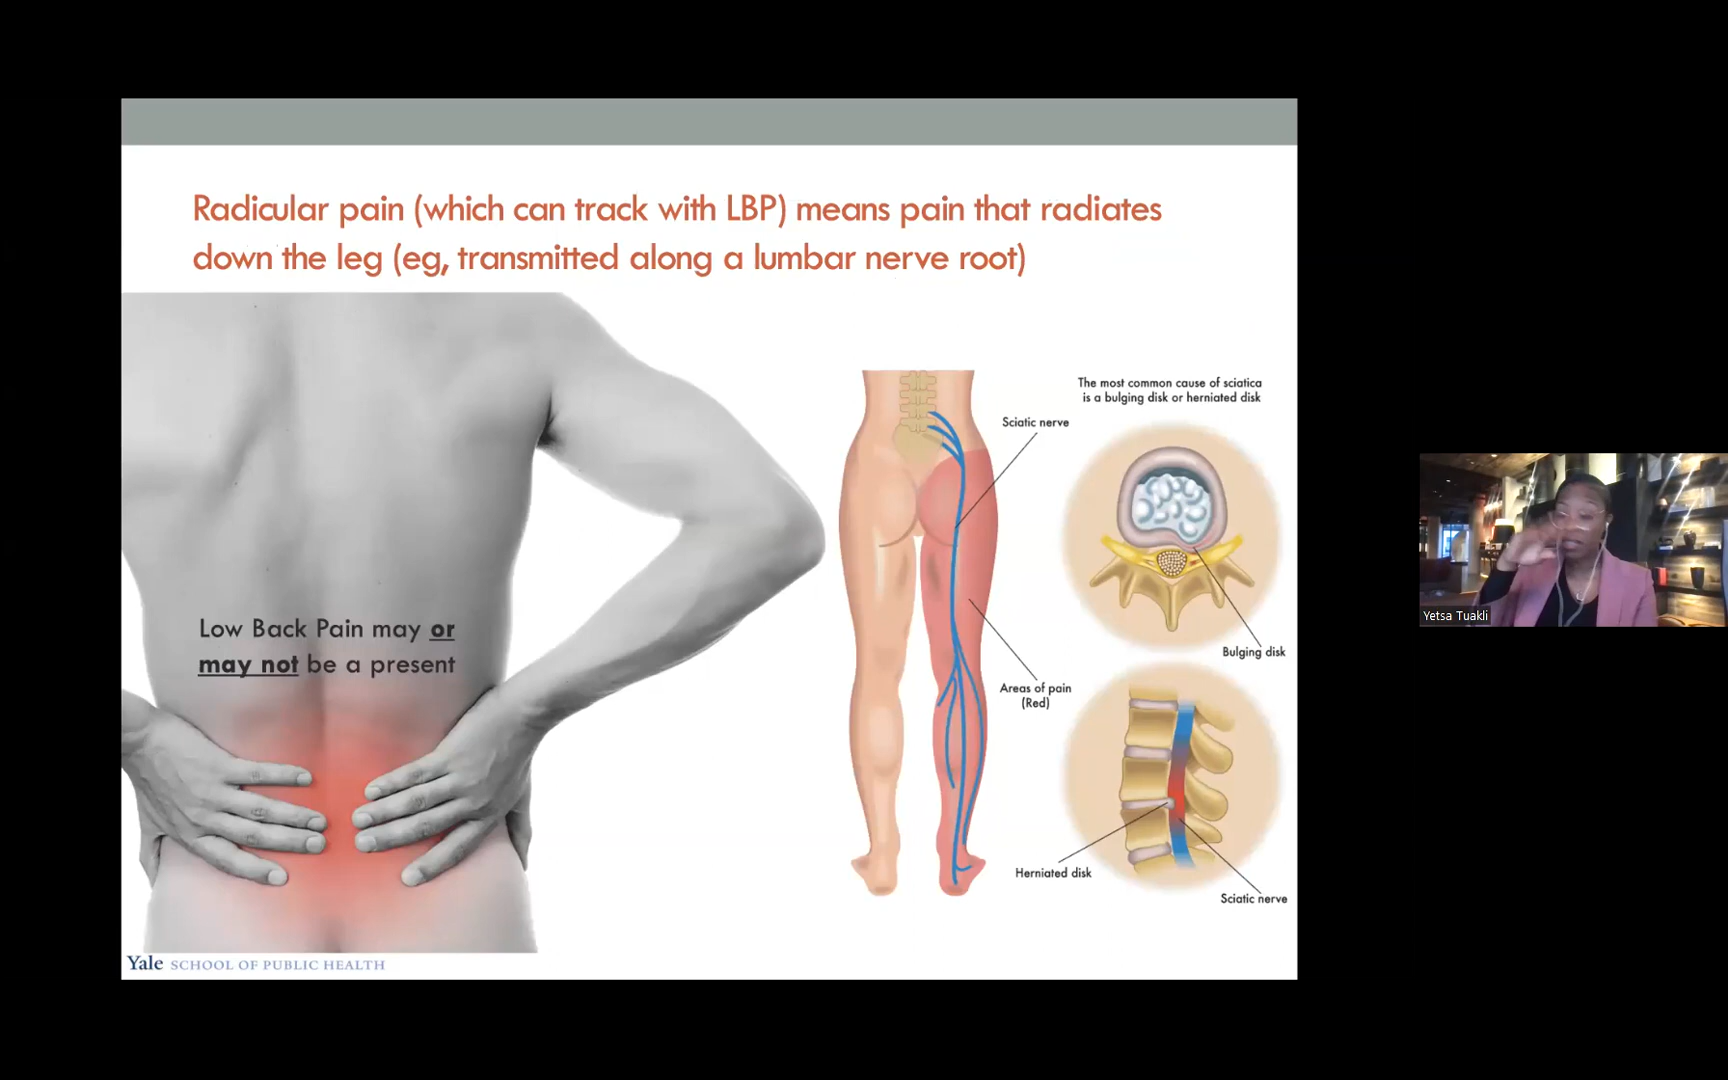 Radicular pain (which can track with LBP) means pain that radiates
down the leg (eg, transmitted along a lumbar nerve root)
The most common cause of sciatica
is a bulging disk or herniated disk
Sciatic nerve
Low Back Pain may or
may not be a present
Yetsa Tuakli
Bulging disk
Areas of pain
(Red)
Herniated disk
Sciatic nerve
Yale SCHOOL OF PUBLIC HEALTH